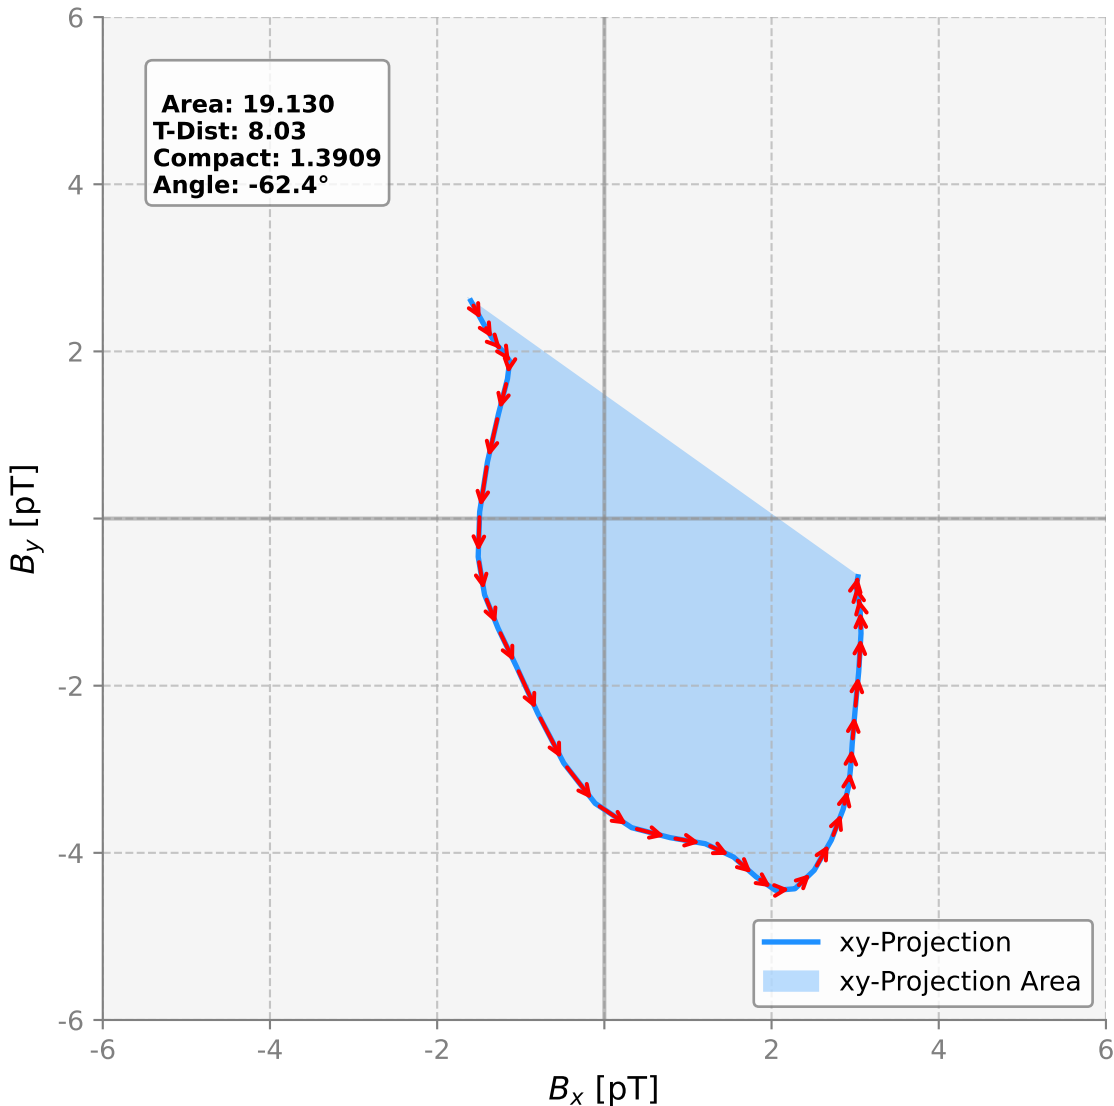 6
4
2
-2
-4
-6
-6
-4
-2
2
4
6
Area: 19.130
T-Dist: 8.03
Compact: 1.3909
Angle: -62.4°
B_y [pT]
B_x [pT]
xy-Projection
xy-Projection Area